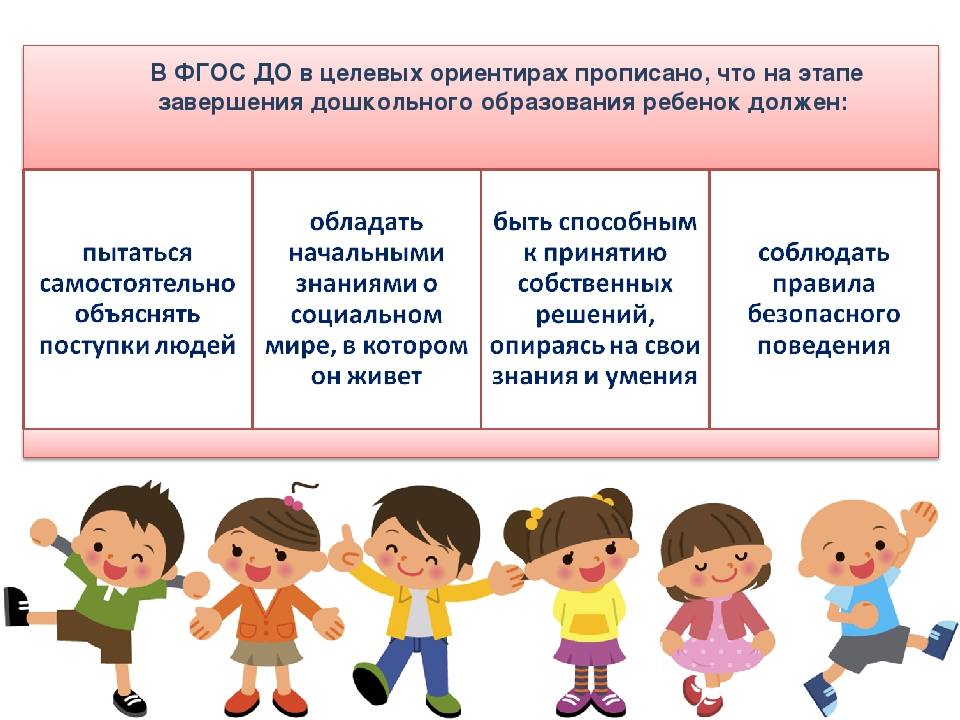 В ФГОС ДО в целевых ориентирах прописано, что на этапе
завершения дошкольного образования ребенок должен:
пытаться
самостоятельно
объяснять
поступки людей
обладать
начальными
знаниями о
социальном
мире, в котором
он живет
быть способным
к принятию
собственных
решений,
опираясь на свои
знания и умения
соблюдать
правила
безопасного
поведения